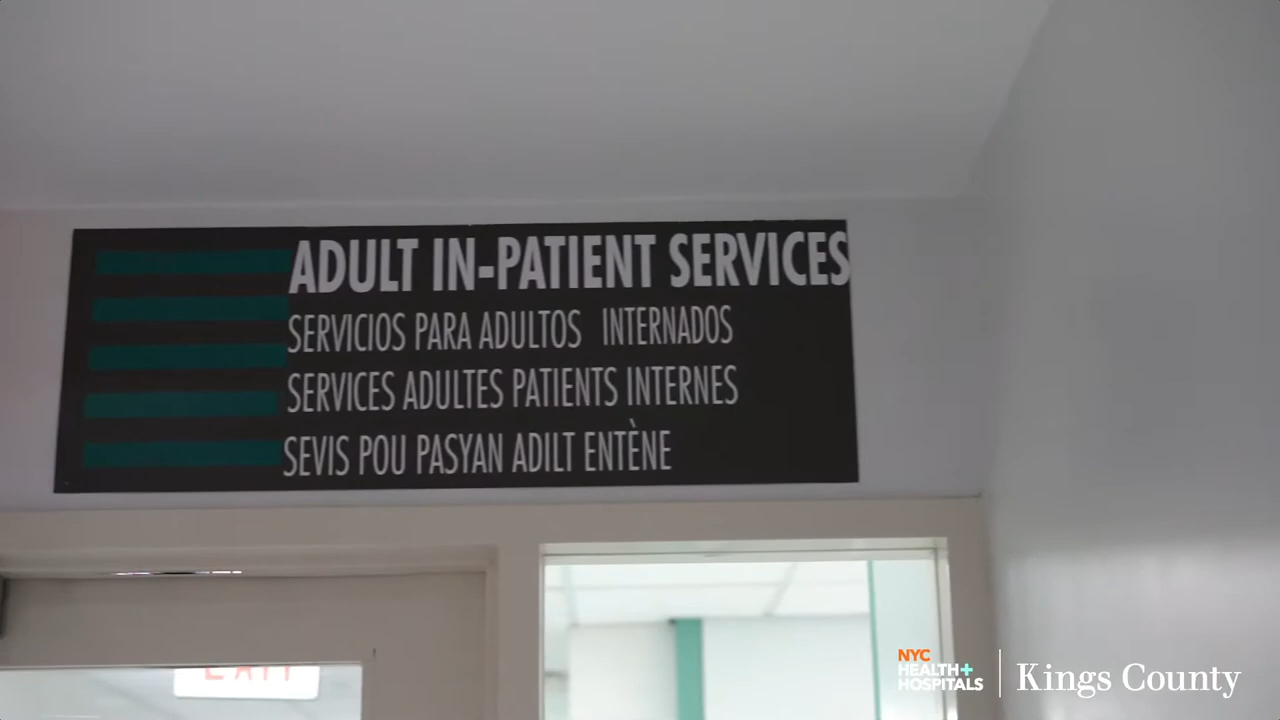 ADULT IN-PATIENT SERVICES
SERVICIOS PARA ADULTOS INTERNADOS
SERVICES ADULTES PATIENTS INTERNES
SEVIS POU PASYAN ADILT ENTÈNE
EXIT
NYC
HEALTH+
HOSPITALS
Kings County